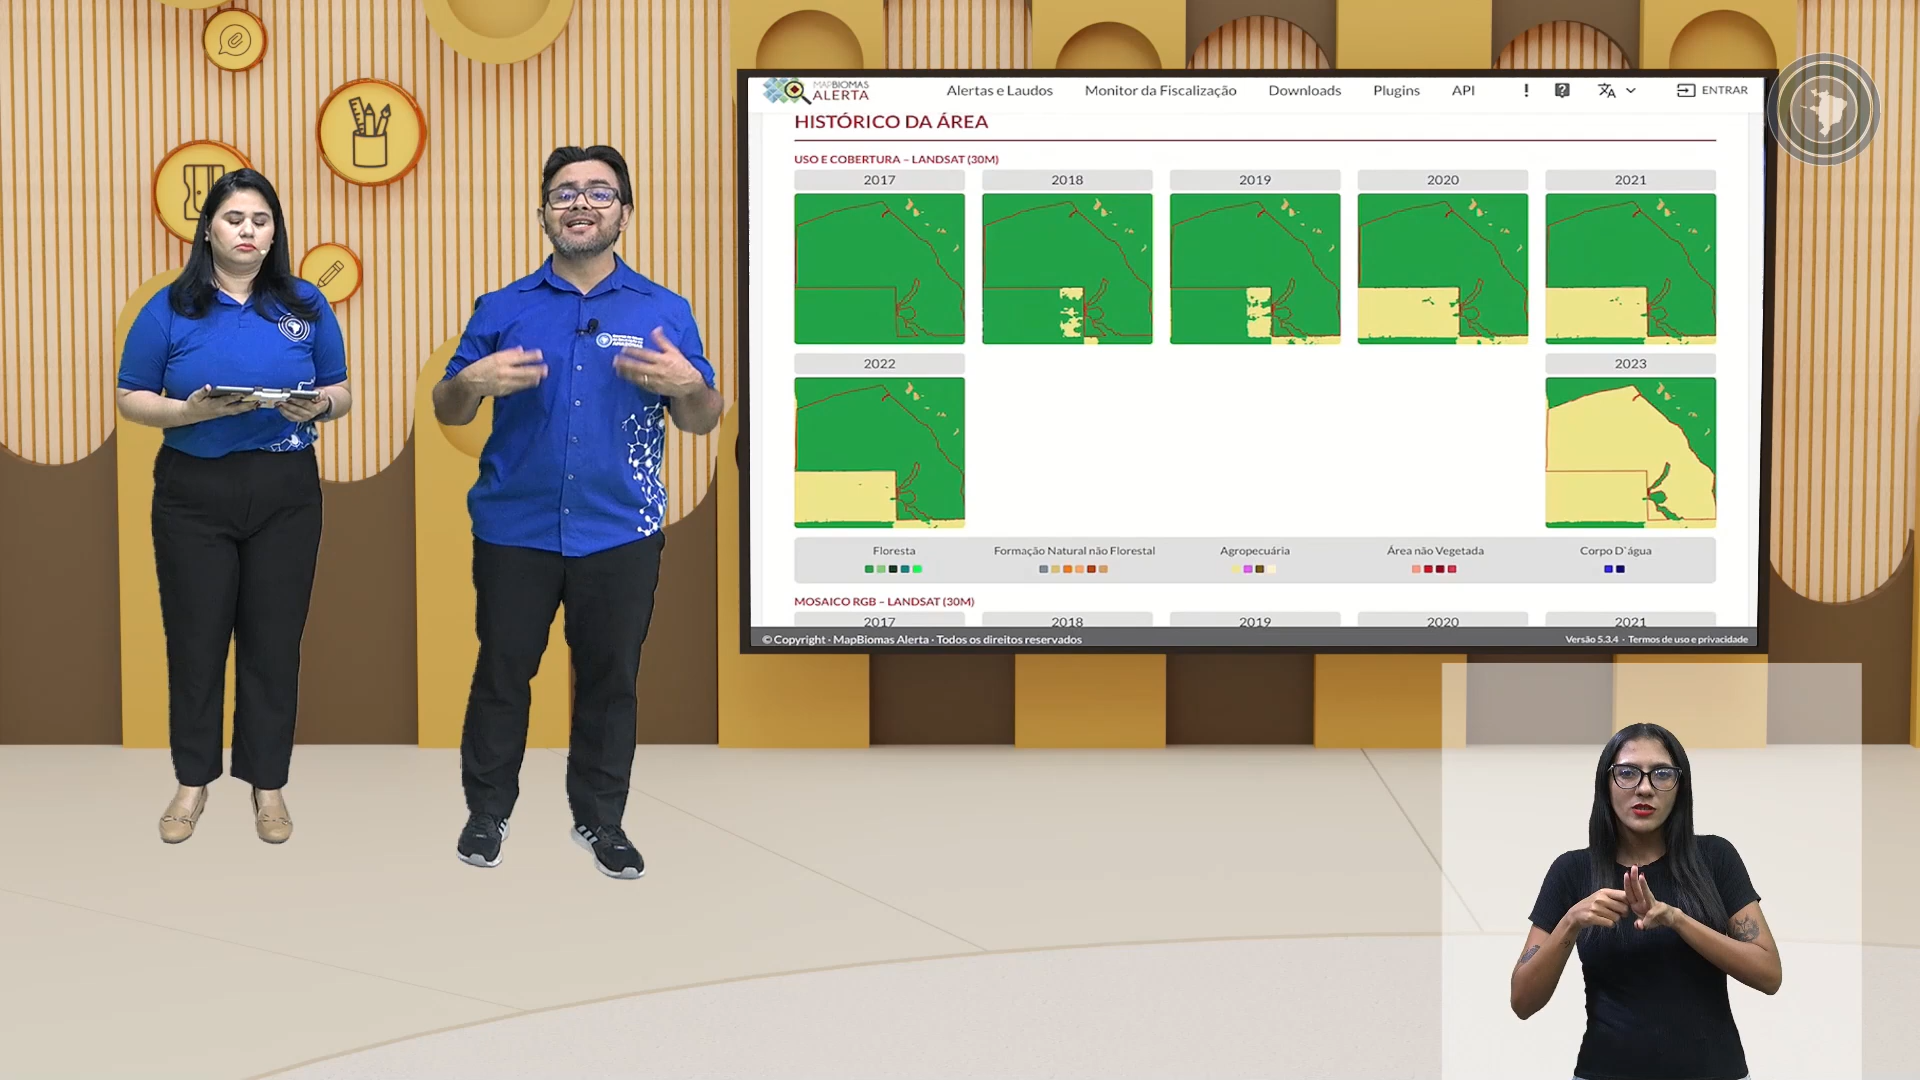 MAPBIOMAS
ALERTA
Alertas e Laudos
Monitor da Fiscalização
Downloads
Plugins
API
ENTRAR
HISTÓRICO DA ÁREA
USO E COBERTURA – LANDSAT (30M)
2017
2018
2019
2020
2021
2022
2023
Floresta
Formação Natural não Florestal
Agropecuária
Área não Vegetada
Corpo D`água
MOSAICO RGB – LANDSAT (30M)
2017
2018
2019
2020
2021
© Copyright · MapBiomas Alerta · Todos os direitos reservados
Versão 5.3.4 · Termos de uso e privacidade